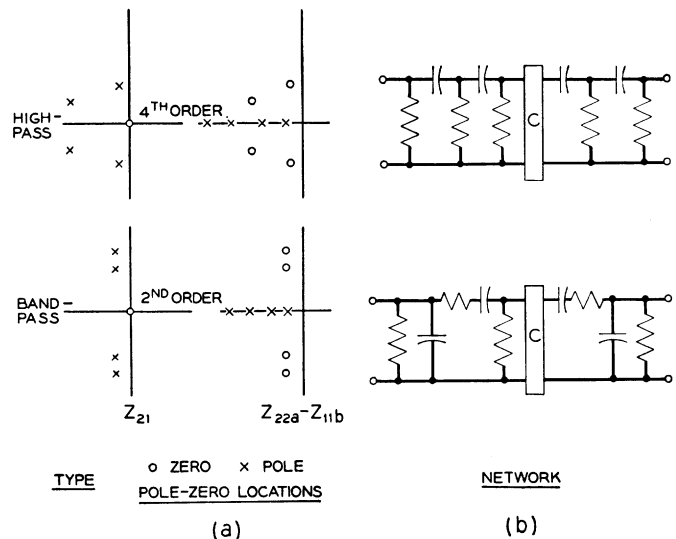 HIGH-
PASS
4TH ORDER
C
BAND-
PASS
2ND ORDER
C
Z21
Z22a-Z11b
TYPE
o ZERO x POLE
POLE-ZERO LOCATIONS
NETWORK
(a)
(b)